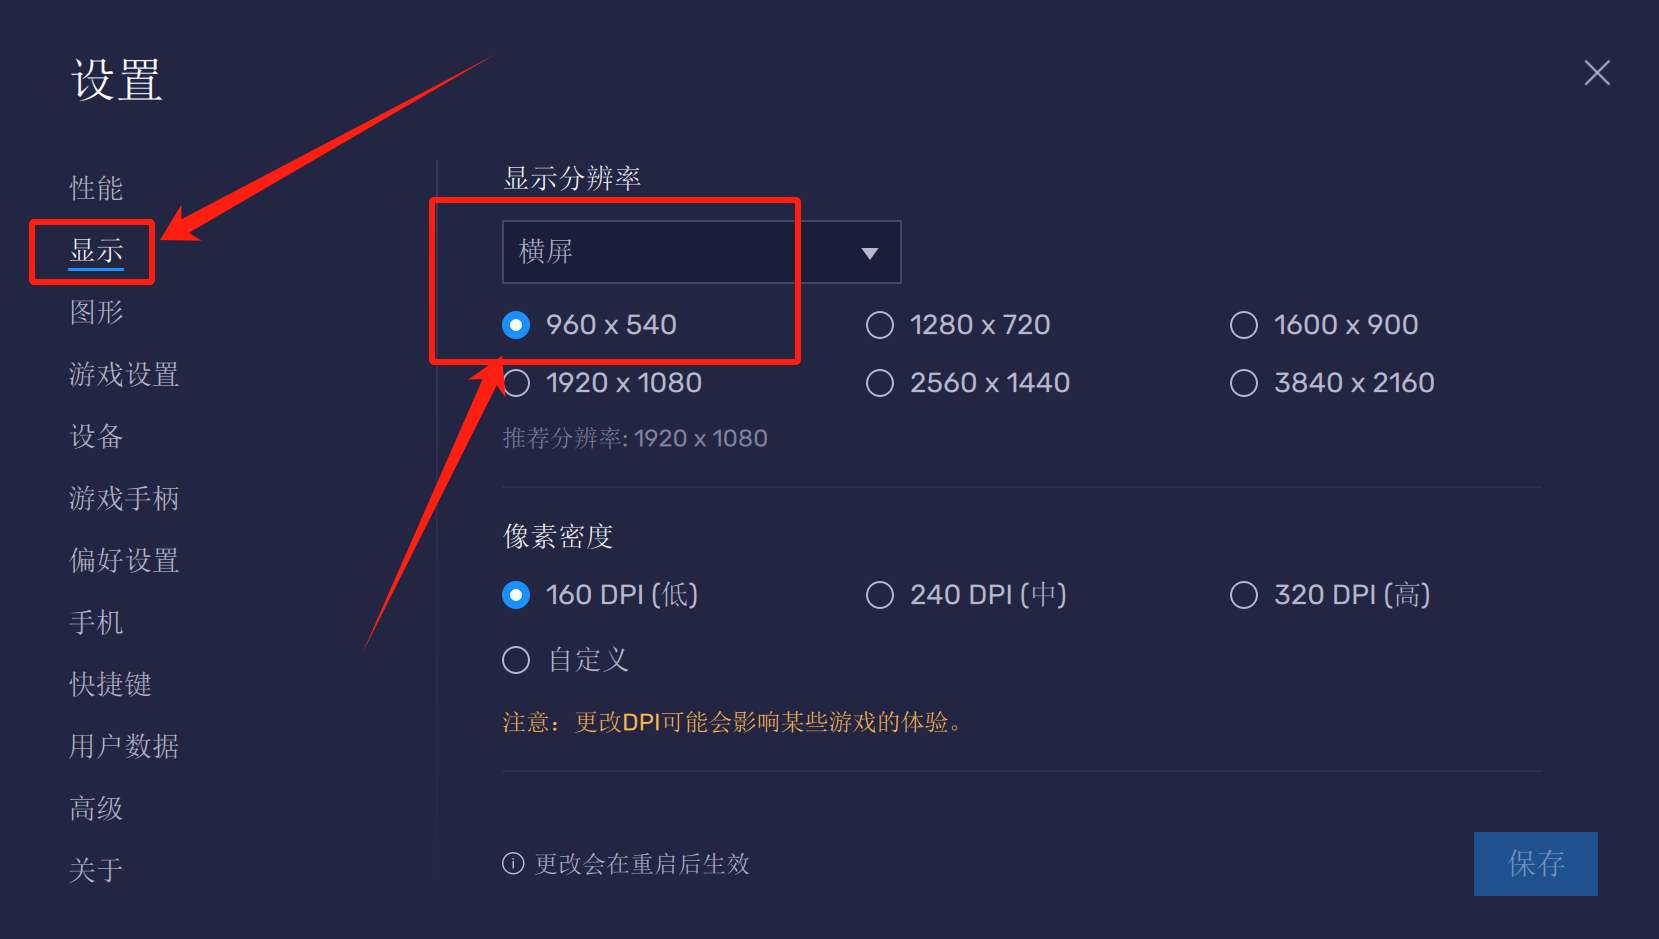 设置
性能
显示
图形
游戏设置
设备
游戏手柄
偏好设置
手机
快捷键
用户数据
高级
关于
显示分辨率
横屏
960 x 540
1280 x 720
1600 x 900
1920 x 1080
2560 x 1440
3840 x 2160
推荐分辨率: 1920 x 1080
像素密度
160 DPI (低)
240 DPI (中)
320 DPI (高)
自定义
注意：更改DPI可能会影响某些游戏的体验。
更改会在重启后生效
保存